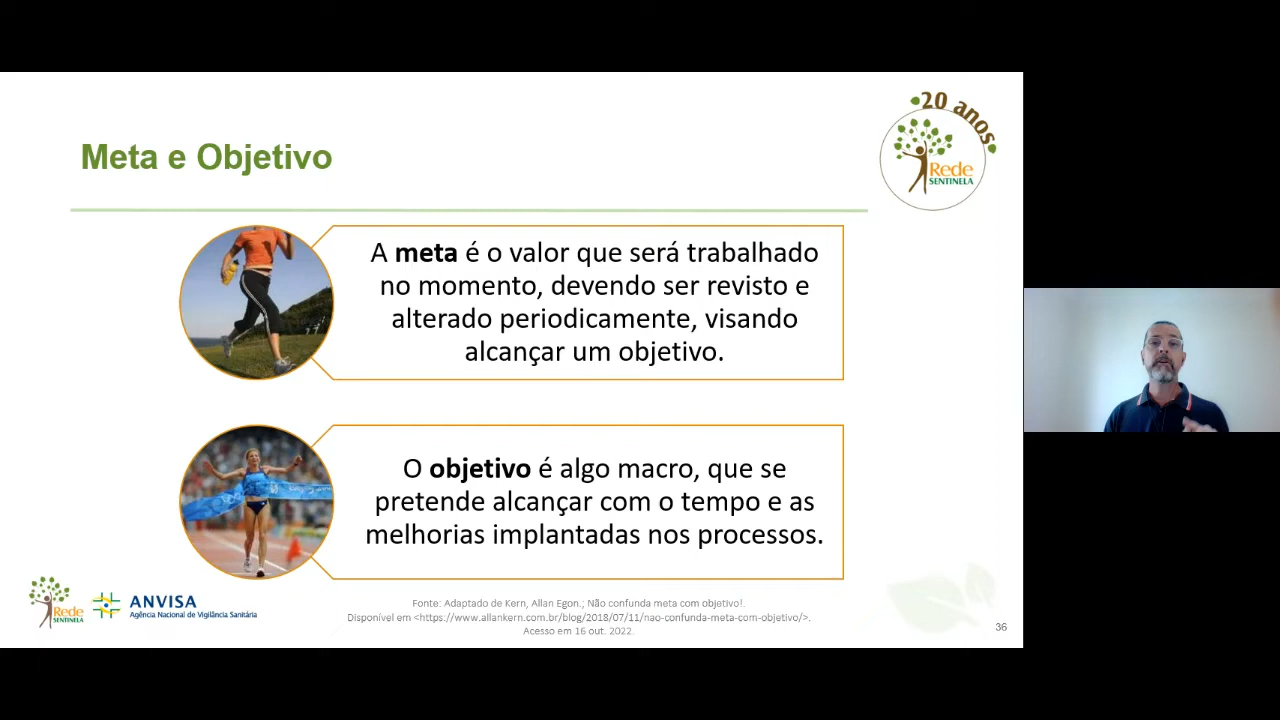 20 anos
Rede
SENTINELA
Meta e Objetivo
A meta é o valor que será trabalhado
no momento, devendo ser revisto e
alterado periodicamente, visando
alcançar um objetivo.
O objetivo é algo macro, que se
pretende alcançar com o tempo e as
melhorias implantadas nos processos.
Rede
SENTINELA
ANVISA
Agência Nacional de Vigilância Sanitária
Fonte: Adaptado de Kern, Allan Egon.; Não confunda meta com objetivo!.
Disponível em <https://www.allankern.com.br/blog/2018/07/11/nao-confunda-meta-com-objetivo/>.
Acesso em 16 out. 2022.
36